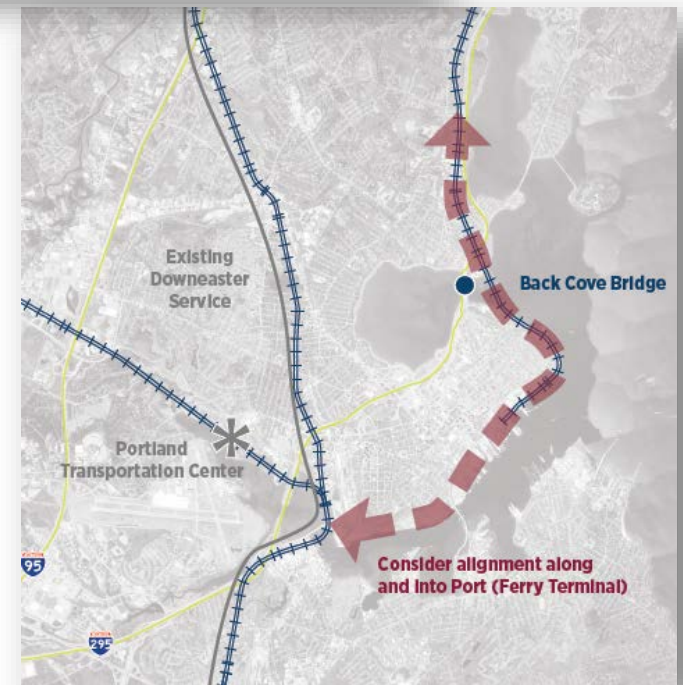 Existing
Downeaster
Service
Back Cove Bridge
Portland
Transportation Center
95
Consider alignment along
and into Port (Ferry Terminal)
295